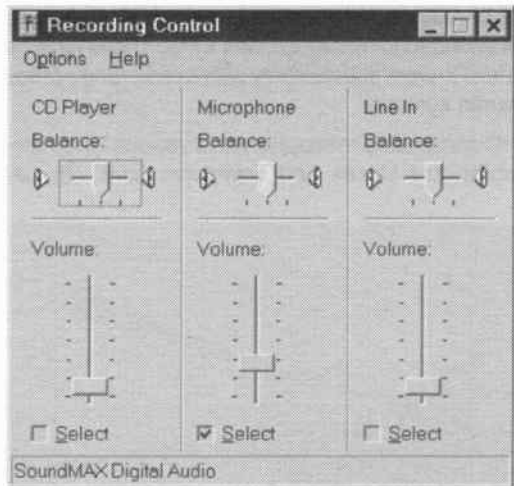 Recording Control
Options Help
CD Player Microphone Line In
Balance: Balance: Balance:
Volume: Volume: Volume:
Select Select Select
SoundMAX Digital Audio